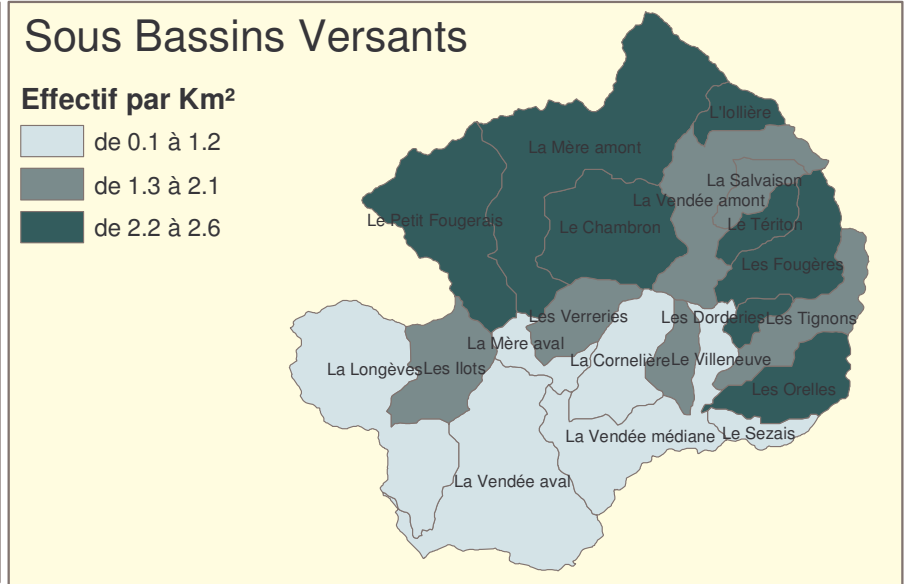 Sous Bassins Versants
Effectif par Km²
de 0.1 à 1.2
de 1.3 à 2.1
de 2.2 à 2.6
L'Iollière
La Mère amont
La Salvaison
La Vendée amont
Le Petit Fougerais
Le Chambron
Le Tériton
Les Fougères
Les Verreries
Les Dorderies
Les Tignons
La Mère aval
La Cornelière
Le Villeneuve
La Longèves
Les Ilots
Les Orelles
La Vendée médiane
Le Sezais
La Vendée aval